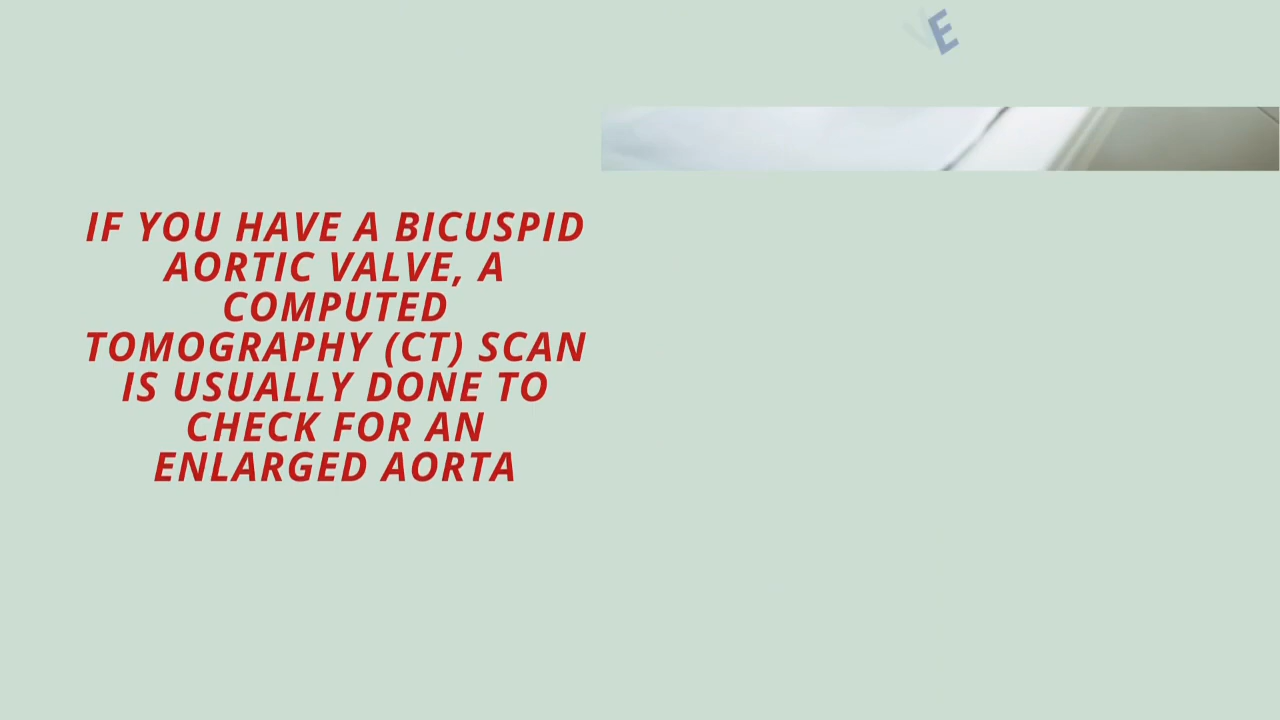 VE
IF YOU HAVE A BICUSPID
AORTIC VALVE, A
COMPUTED
TOMOGRAPHY (CT) SCAN
IS USUALLY DONE TO
CHECK FOR AN
ENLARGED AORTA